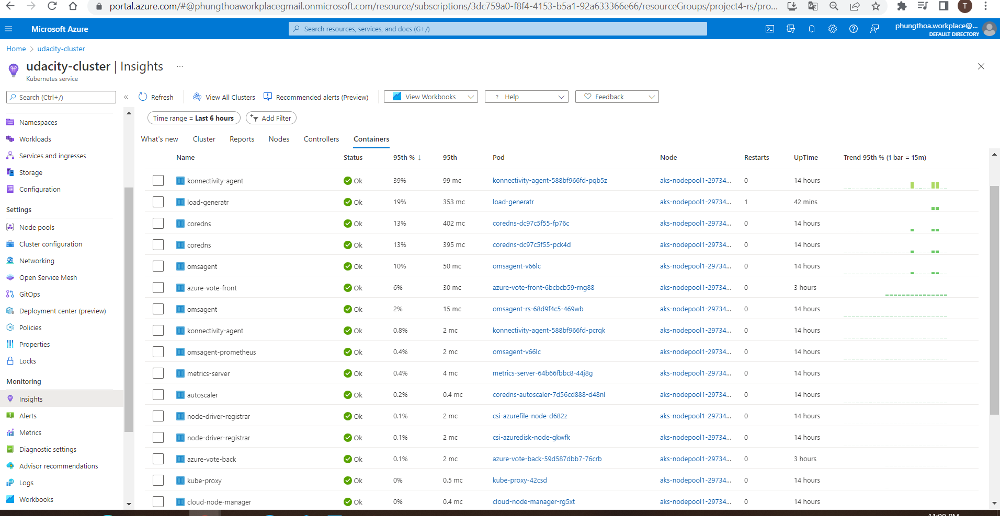 portal.azure.com/#@phungthoaworkplacegmail.onmicrosoft.com/resource/subscriptions/3dc759a0-f8f4-4153-b5a1-92a633366e66/resourceGroups/project4-rs/pro...
T
Microsoft Azure
Search resources, services, and docs (G+/)
phungthoa.workplace@...
DEFAULT DIRECTORY
Home > udacity-cluster
udacity-cluster | Insights ...
Kubernetes service
Search (Ctrl+/)
«
Refresh
View All Clusters
Recommended alerts (Preview)
View Workbooks
? Help
Feedback
Time range = Last 6 hours
Add Filter
What's new Cluster Reports Nodes Controllers Containers
Namespaces
Workloads
Services and ingresses
Storage
Configuration
Settings
Node pools
Cluster configuration
Networking
Open Service Mesh
GitOps
Deployment center (preview)
Policies
Properties
Locks
Monitoring
Insights
Alerts
Metrics
Diagnostic settings
Advisor recommendations
Logs
Workbooks
Name Status 95th % ↓ 95th Pod Node Restarts UpTime Trend 95th % (1 bar = 15m)
konnectivity-agent Ok 39% 99 mc konnectivity-agent-588bf966fd-pqb5z aks-nodepool1-29734... 0 14 hours
load-generatr Ok 19% 353 mc load-generatr aks-nodepool1-29734... 1 42 mins
coredns Ok 13% 402 mc coredns-dc97c5f55-fp76c aks-nodepool1-29734... 0 14 hours
coredns Ok 13% 395 mc coredns-dc97c5f55-pck4d aks-nodepool1-29734... 0 14 hours
omsagent Ok 10% 50 mc omsagent-v66lc aks-nodepool1-29734... 0 14 hours
azure-vote-front Ok 6% 30 mc azure-vote-front-6bcbcb59-rng88 aks-nodepool1-29734... 0 3 hours
omsagent Ok 2% 15 mc omsagent-rs-68d9f4c5-469wb aks-nodepool1-29734... 0 14 hours
konnectivity-agent Ok 0.8% 2 mc konnectivity-agent-588bf966fd-pcrqk aks-nodepool1-29734... 0 14 hours
omsagent-prometheus Ok 0.4% 2 mc omsagent-v66lc aks-nodepool1-29734... 0 14 hours
metrics-server Ok 0.4% 4 mc metrics-server-64b66fbbc8-44j8g aks-nodepool1-29734... 0 14 hours
autoscaler Ok 0.2% 0.4 mc coredns-autoscaler-7d56cd888-d48nl aks-nodepool1-29734... 0 14 hours
node-driver-registrar Ok 0.1% 2 mc csi-azurefile-node-d682z aks-nodepool1-29734... 0 14 hours
node-driver-registrar Ok 0.1% 2 mc csi-azuredisk-node-gkwfk aks-nodepool1-29734... 0 14 hours
azure-vote-back Ok 0.1% 2 mc azure-vote-back-59d587dbb7-76crb aks-nodepool1-29734... 0 3 hours
kube-proxy Ok 0% 0.5 mc kube-proxy-42csd aks-nodepool1-29734... 0 14 hours
cloud-node-manager Ok 0% 0.4 mc cloud-node-manager-rg5xt aks-nodepool1-29734... 0 14 hours